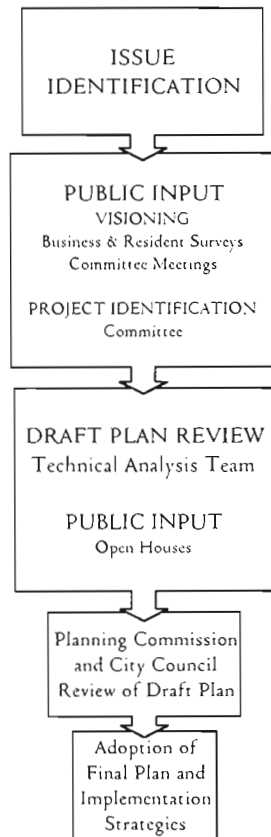 ISSUE
IDENTIFICATION
PUBLIC INPUT
VISIONING
Business & Resident Surveys
Committee Meetings
PROJECT IDENTIFICATION
Committee
DRAFT PLAN REVIEW
Technical Analysis Team
PUBLIC INPUT
Open Houses
Planning Commission
and City Council
Review of Draft Plan
Adoption of
Final Plan and
Implementation
Strategies